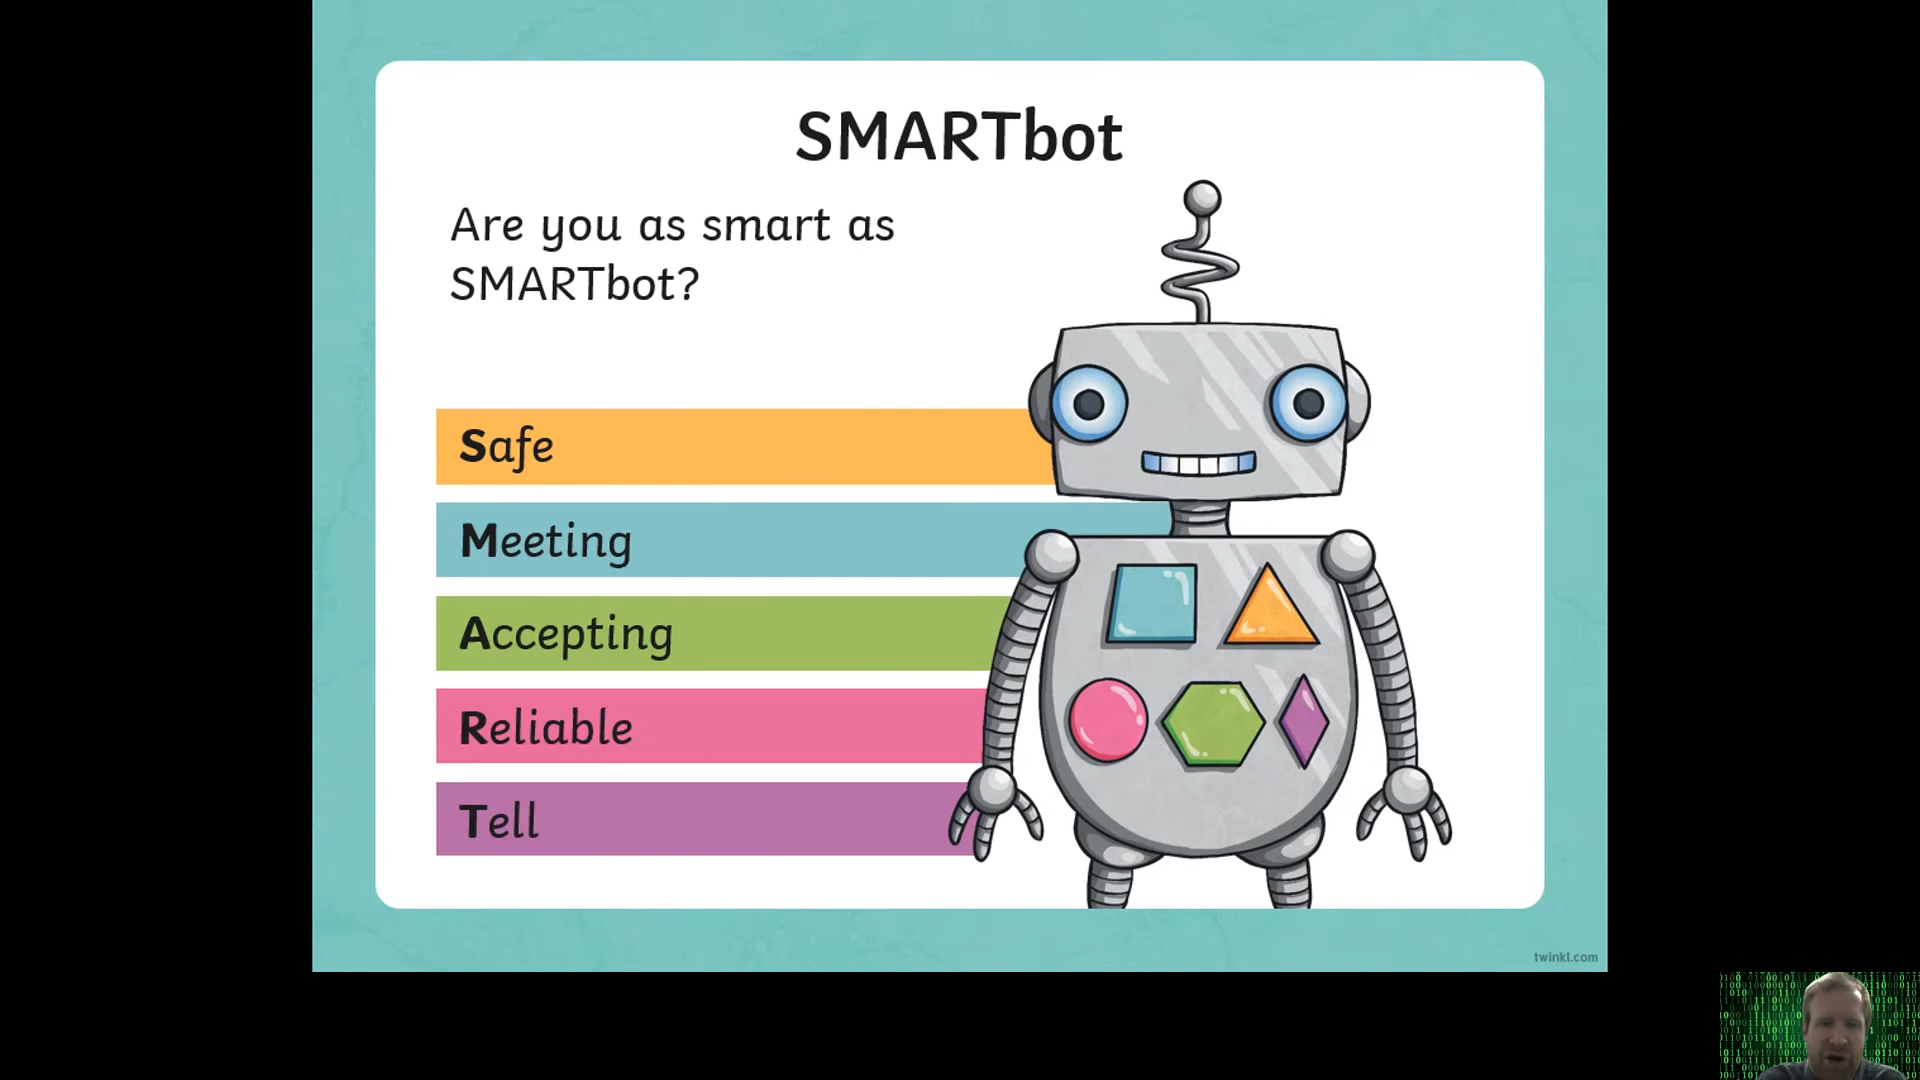 SMARTbot
Are you as smart as
SMARTbot?
Safe
Meeting
Accepting
Reliable
Tell
twinkl.com